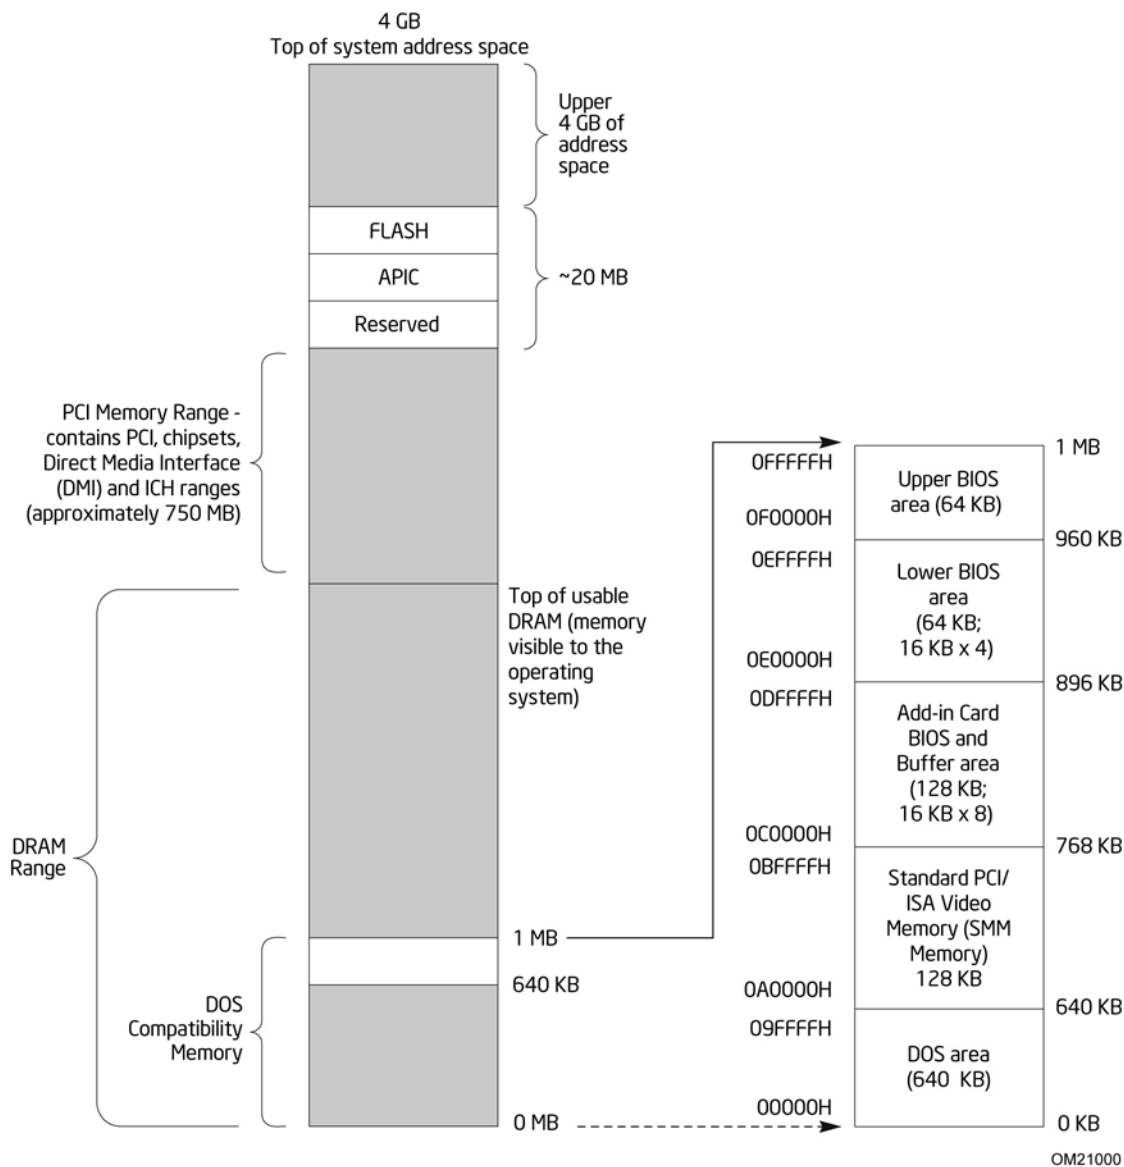 4 GB
Top of system address space
Upper
4 GB of
address
space
FLASH
APIC
~20 MB
Reserved
PCI Memory Range -
contains PCI, chipsets,
Direct Media Interface
(DMI) and ICH ranges
(approximately 750 MB)
Top of usable
DRAM (memory
visible to the
operating
system)
DRAM
Range
1 MB
640 KB
DOS
Compatibility
Memory
0 MB
1 MB
0FFFFFH
Upper BIOS
area (64 KB)
0F0000H
960 KB
0EFFFFH
Lower BIOS
area
(64 KB;
16 KB x 4)
0E0000H
896 KB
0DFFFFH
Add-in Card
BIOS and
Buffer area
(128 KB;
16 KB x 8)
0C0000H
768 KB
0BFFFFH
Standard PCI/
ISA Video
Memory (SMM
Memory)
128 KB
0A0000H
640 KB
09FFFFH
DOS area
(640 KB)
00000H
0 KB
OM21000